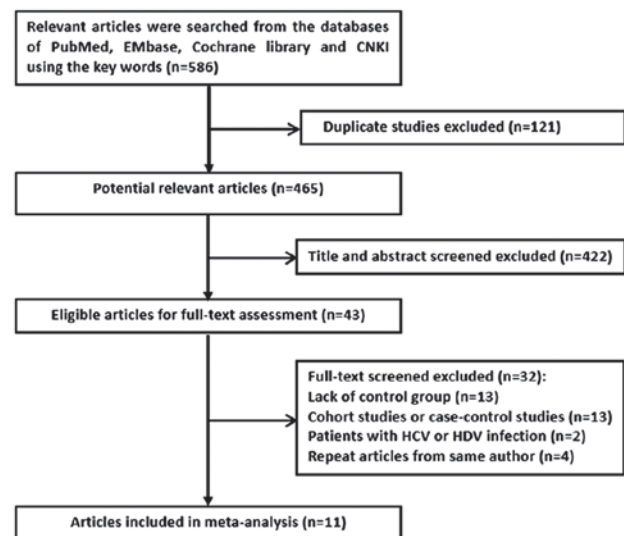 Relevant articles were searched from the databases
of PubMed, EMbase, Cochrane library and CNKI
using the key words (n=586)
Duplicate studies excluded (n=121)
Potential relevant articles (n=465)
Title and abstract screened excluded (n=422)
Eligible articles for full-text assessment (n=43)
Full-text screened excluded (n=32):
Lack of control group (n=13)
Cohort studies or case-control studies (n=13)
Patients with HCV or HDV infection (n=2)
Repeat articles from same author (n=4)
Articles included in meta-analysis (n=11)